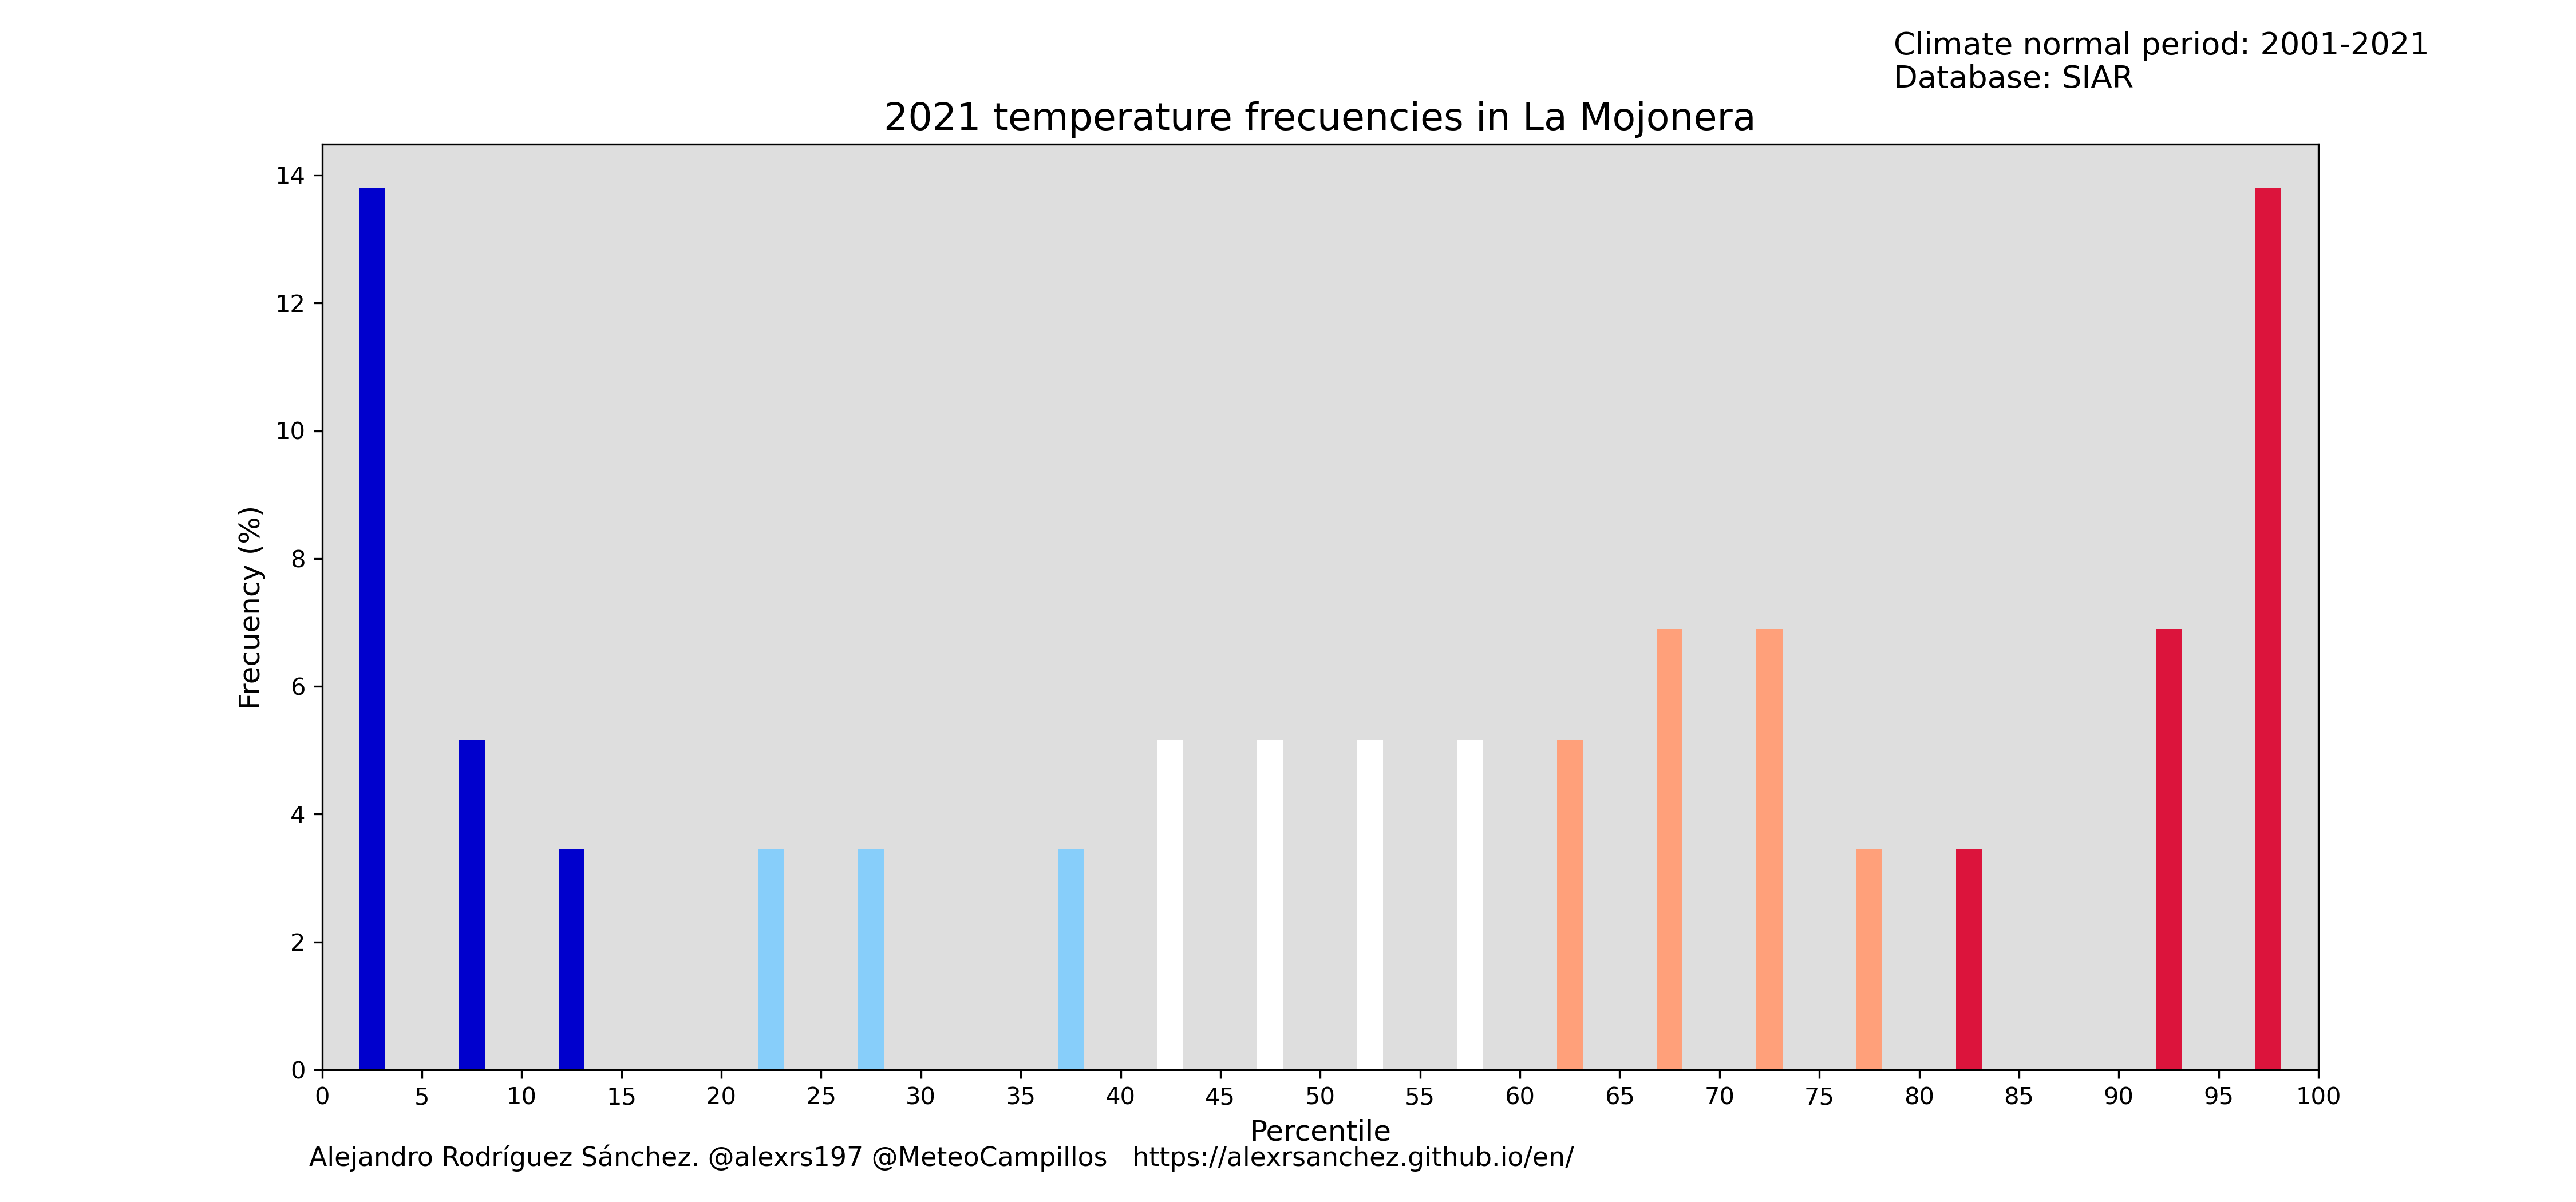 Climate normal period: 2001-2021
Database: SIAR
2021 temperature frecuencies in La Mojonera
14
12
10
8
6
4
2
0
Frecuency (%)
0 5 10 15 20 25 30 35 40 45 50 55 60 65 70 75 80 85 90 95 100
Percentile
Alejandro Rodríguez Sánchez. @alexrs197 @MeteoCampillos https://alexrsanchez.github.io/en/